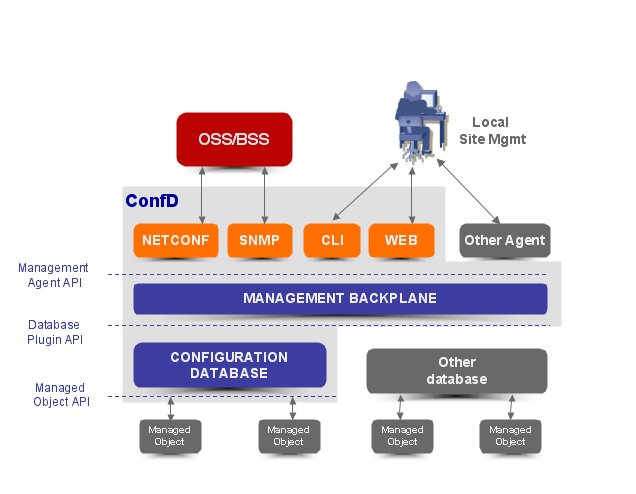 OSS/BSS
Local
Site Mgmt
ConfD
NETCONF
SNMP
CLI
WEB
Other Agent
Management
Agent API
MANAGEMENT BACKPLANE
Database
Plugin API
CONFIGURATION
DATABASE
Other
database
Managed
Object API
Managed
Object
Managed
Object
Managed
Object
Managed
Object